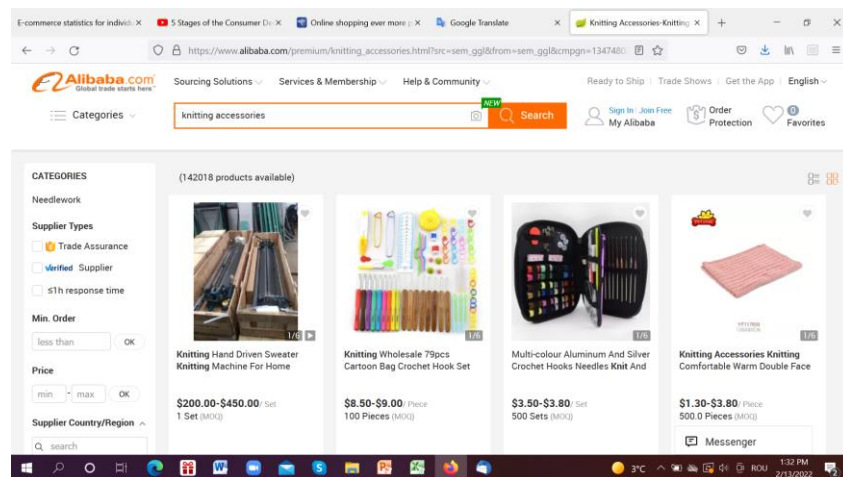 E-commerce statistics for individu
5 Stages of the Consumer De
Online shopping ever more p
Google Translate
Knitting Accessories-Knitting
https://www.alibaba.com/premium/knitting_accessories.html?src=sem_ggl&from=sem_ggl&cmpgn=1347480
Alibaba.com
Global trade starts here
Sourcing Solutions
Services & Membership
Help & Community
Ready to Ship
Trade Shows
Get the App
English
Categories
knitting accessories
NEW
Search
Sign In Join Free
My Alibaba
Order
Protection
0
Favorites
CATEGORIES
(142018 products available)
Needlework
Supplier Types
Trade Assurance
Verified Supplier
≤1h response time
Min. Order
less than
OK
Price
min - max
OK
Supplier Country/Region
search
1/6
Knitting Hand Driven Sweater
Knitting Machine For Home
$200.00-$450.00/ Set
1 Set (MOQ)
1/6
Knitting Wholesale 79pcs
Cartoon Bag Crochet Hook Set
$8.50-$9.00/ Piece
100 Pieces (MOQ)
1/6
Multi-colour Aluminum And Silver
Crochet Hooks Needles Knit And
$3.50-$3.80/ Set
500 Sets (MOQ)
1/6
Knitting Accessories Knitting
Comfortable Warm Double Face
$1.30-$3.80/ Piece
500.0 Pieces (MOQ)
Messenger
3°C
ROU
1:32 PM
2/13/2022